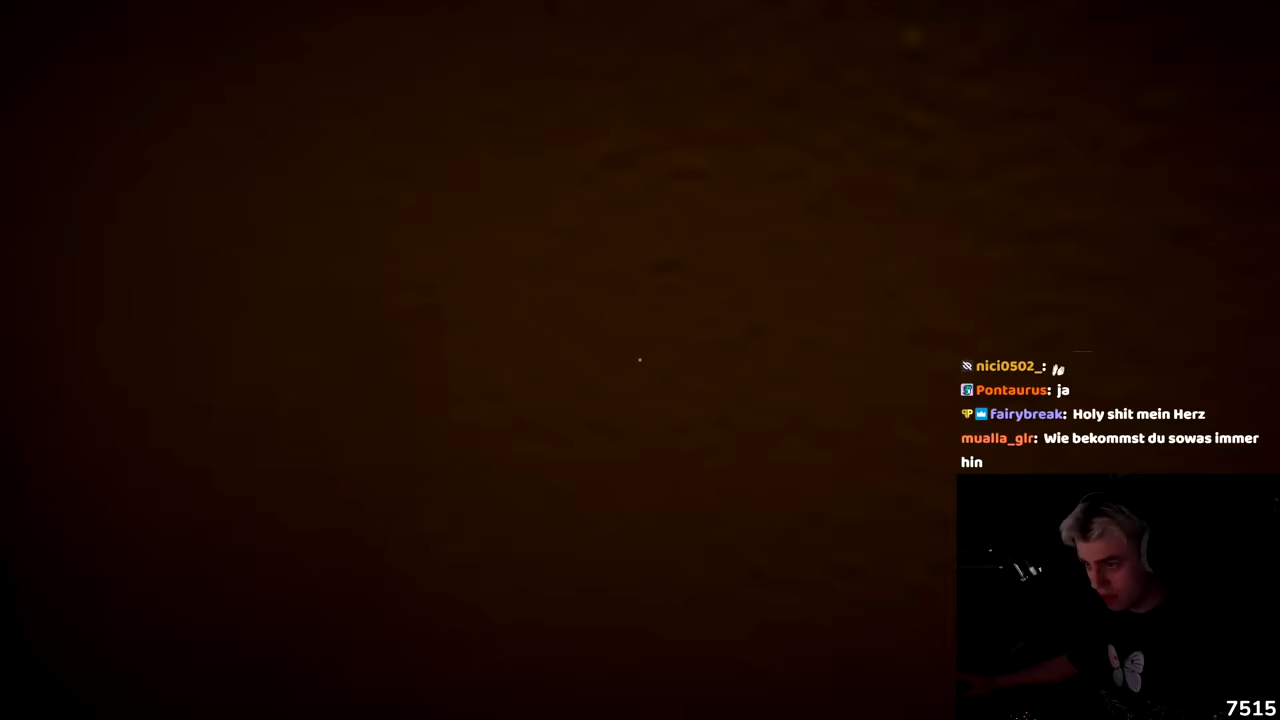 nici0502_:
Pontaurus: ja
fairybreak: Holy shit mein Herz
mualla_glr: Wie bekommst du sowas immer
hin
7515